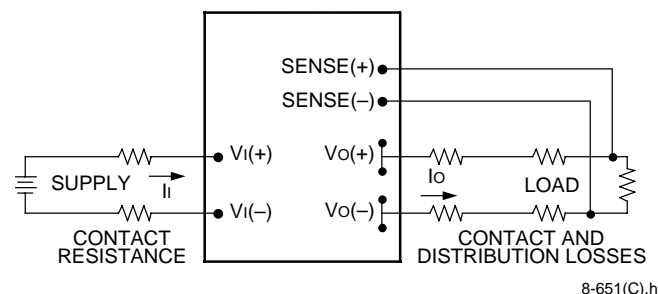 SENSE(+)
SENSE(–)
VI(+)
VO(+)
SUPPLY
II
IO
LOAD
VI(–)
VO(–)
CONTACT
RESISTANCE
CONTACT AND
DISTRIBUTION LOSSES
8-651(C).h